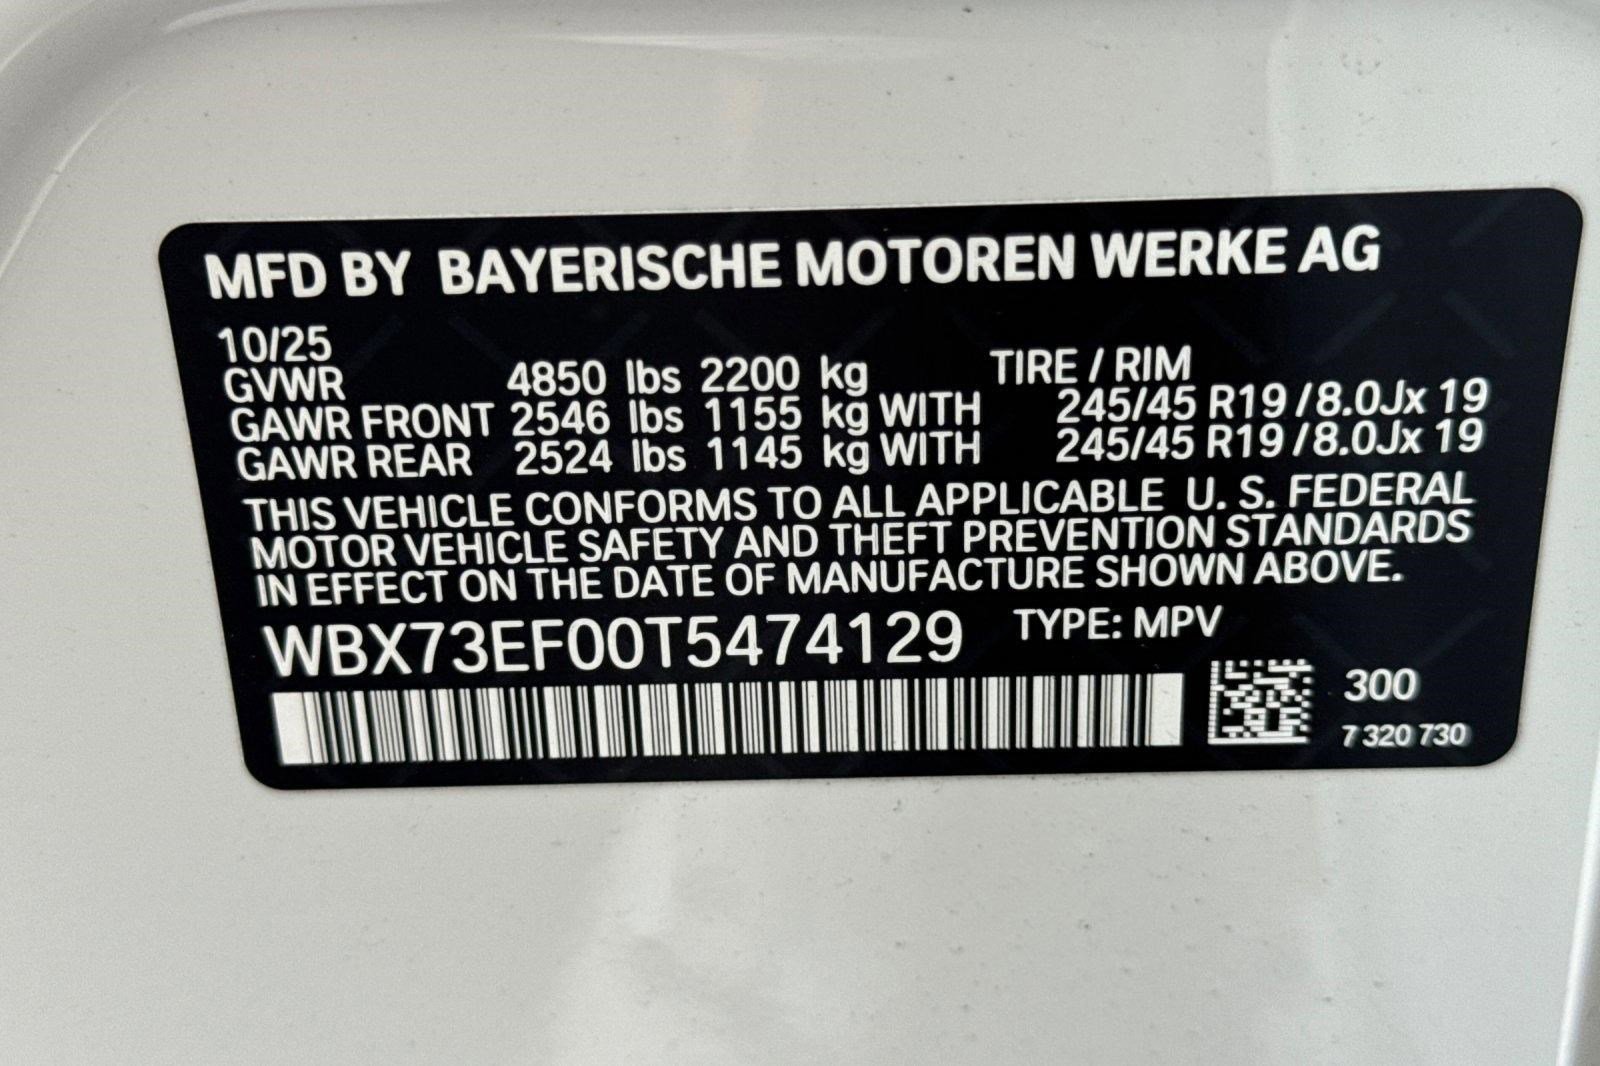 MFD BY BAYERISCHE MOTOREN WERKE AG
10/25
GVWR 4850 lbs 2200 kg TIRE / RIM
GAWR FRONT 2546 lbs 1155 kg WITH 245/45 R19 / 8.0Jx 19
GAWR REAR 2524 lbs 1145 kg WITH 245/45 R19 / 8.0Jx 19
THIS VEHICLE CONFORMS TO ALL APPLICABLE U. S. FEDERAL
MOTOR VEHICLE SAFETY AND THEFT PREVENTION STANDARDS
IN EFFECT ON THE DATE OF MANUFACTURE SHOWN ABOVE.
WBX73EF00T5474129 TYPE: MPV
300
7 320 730